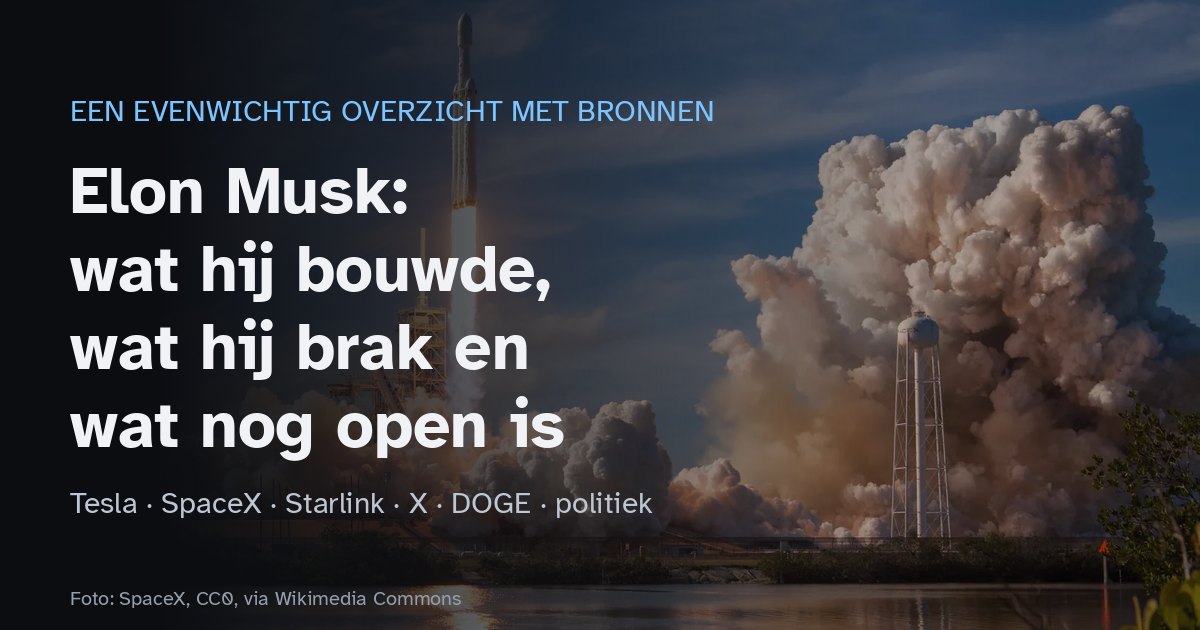 EEN EVENWICHTIG OVERZICHT MET BRONNEN
Elon Musk:
wat hij bouwde,
wat hij brak en
wat nog open is
Tesla · SpaceX · Starlink · X · DOGE · politiek
Foto: SpaceX, CC0, via Wikimedia Commons